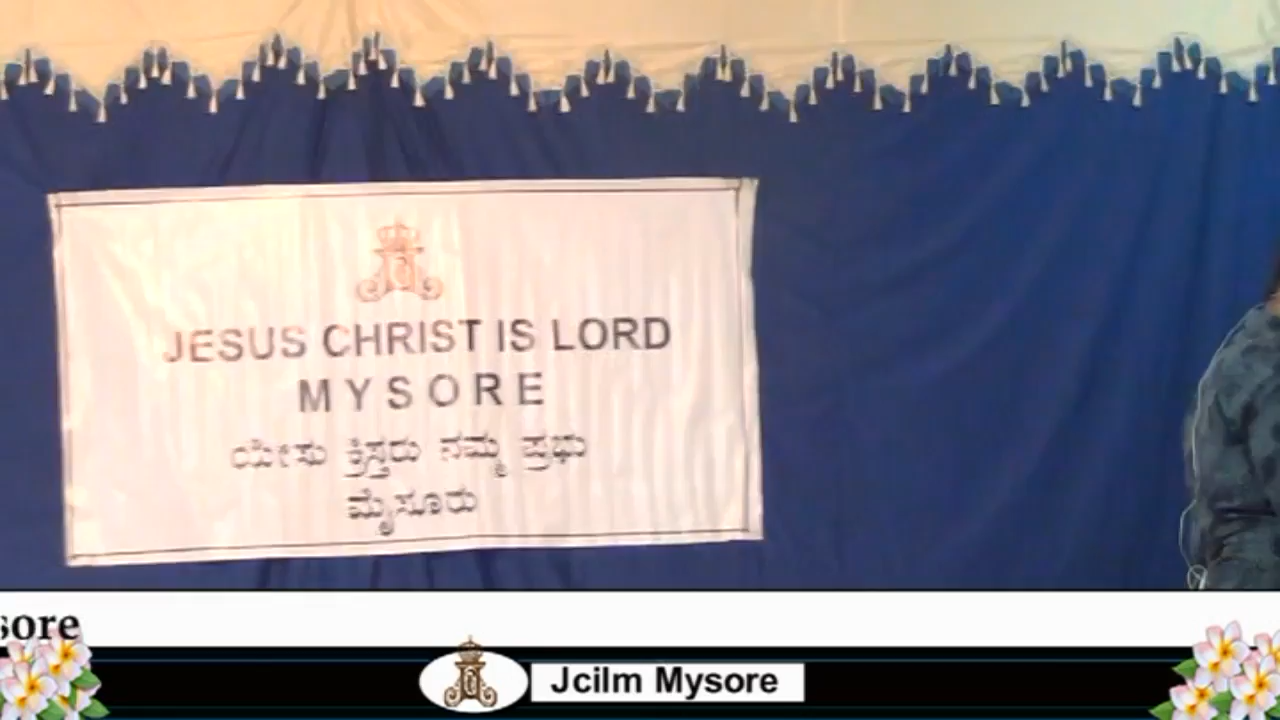 JESUS CHRIST IS LORD
MYSORE
ಯೇಸು ಕ್ರಿಸ್ತರು ನಮ್ಮ ಪ್ರಭು
ಮೈಸೂರು
sore
Jcilm Mysore